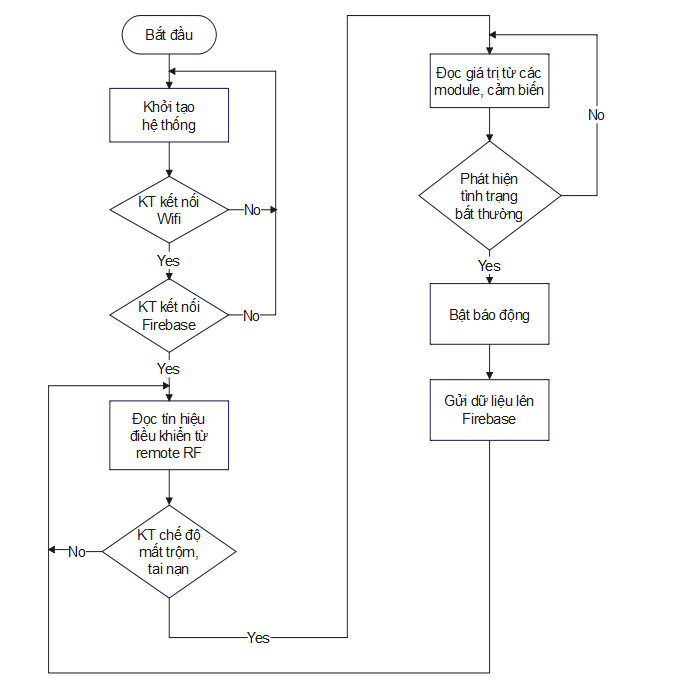 Bắt đầu
Khởi tạo
hệ thống
KT kết nối
Wifi
No
Yes
KT kết nối
Firebase
No
Yes
Đọc tín hiệu
điều khiển từ
remote RF
KT chế độ
mất trộm,
tai nạn
No
Yes
Đọc giá trị từ các
module, cảm biến
No
Phát hiện
tình trạng
bất thường
Yes
Bật báo động
Gửi dữ liệu lên
Firebase